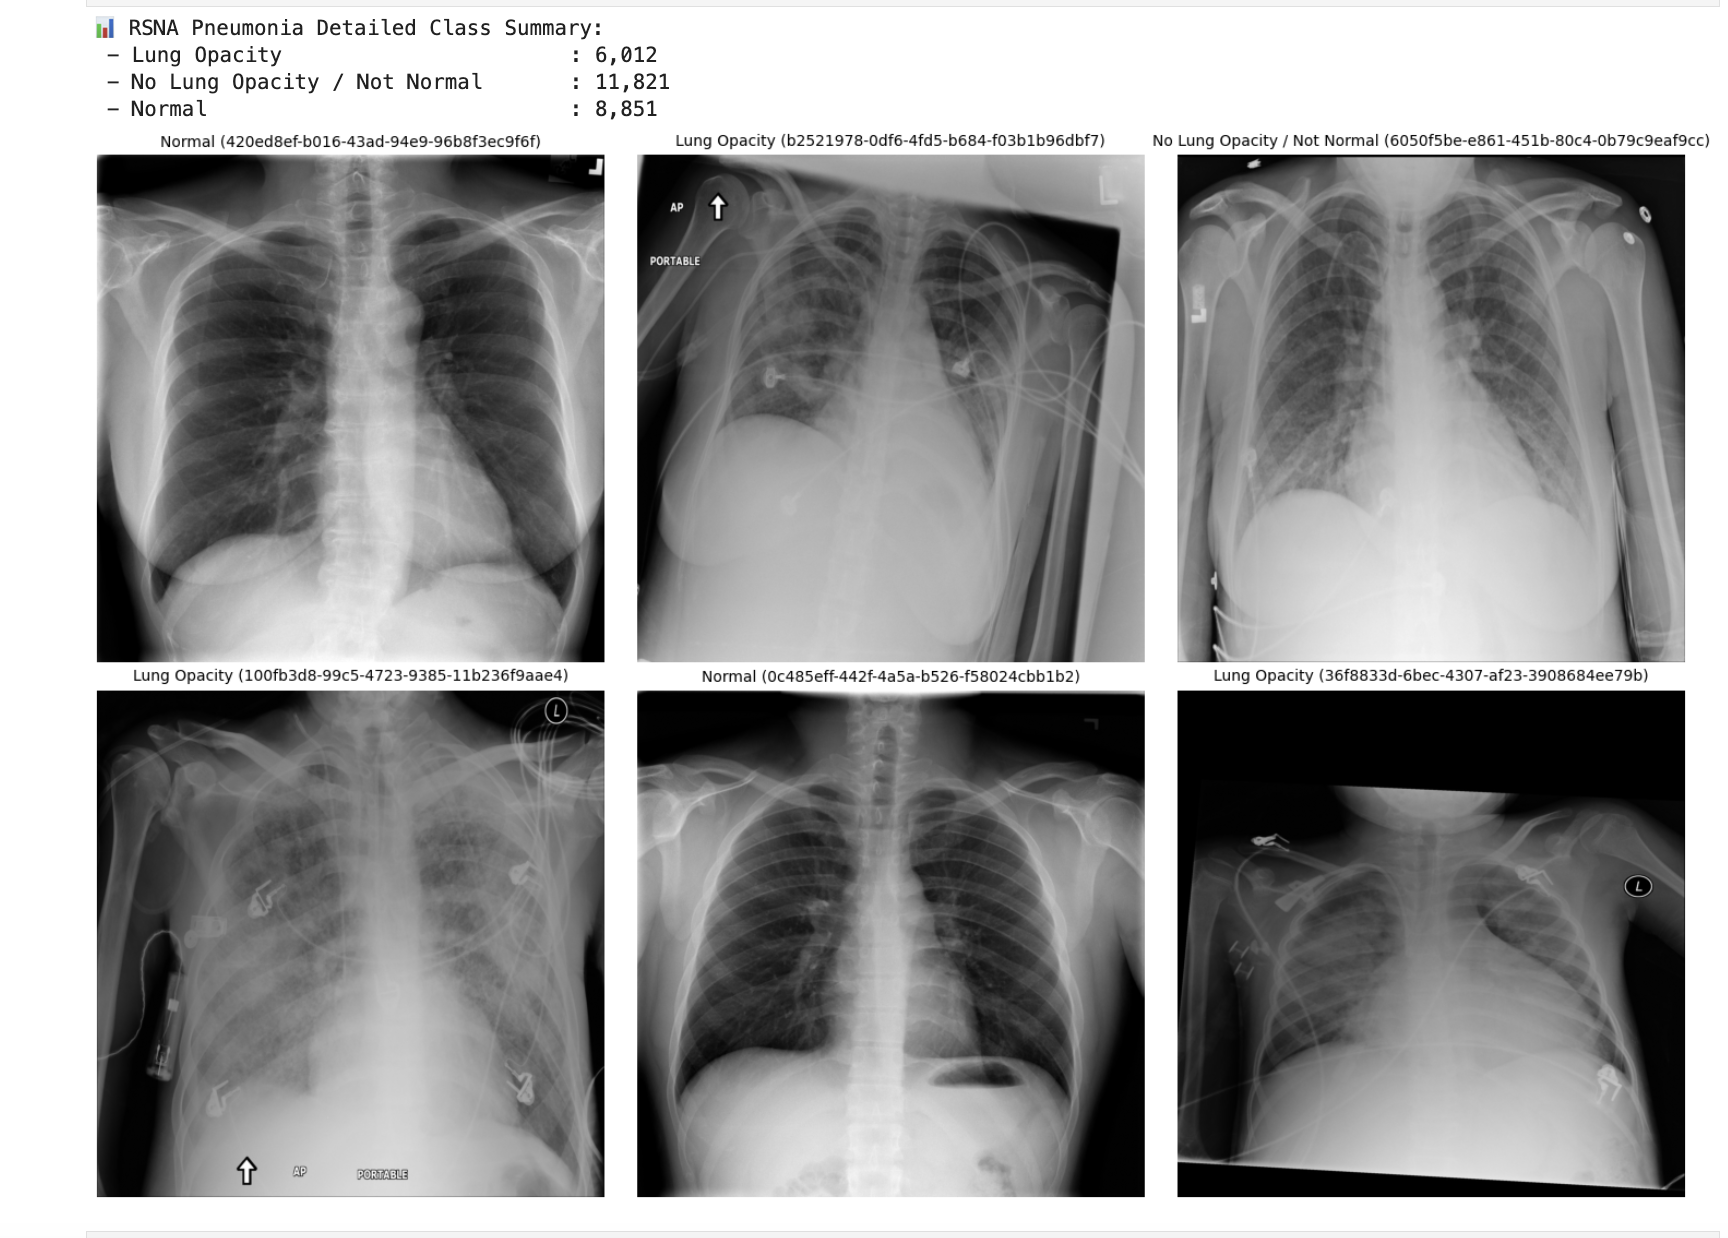 📊 RSNA Pneumonia Detailed Class Summary:
– Lung Opacity : 6,012
– No Lung Opacity / Not Normal : 11,821
– Normal : 8,851
Normal (420ed8ef-b016-43ad-94e9-96b8f3ec9f6f)
Lung Opacity (b2521978-0df6-4fd5-b684-f03b1b96dbf7)
No Lung Opacity / Not Normal (6050f5be-e861-451b-80c4-0b79c9eaf9cc)
AP
PORTABLE
L
L
Lung Opacity (100fb3d8-99c5-4723-9385-11b236f9aae4)
Normal (0c485eff-442f-4a5a-b526-f58024cbb1b2)
Lung Opacity (36f8833d-6bec-4307-af23-3908684ee79b)
L
AP PORTABLE
L